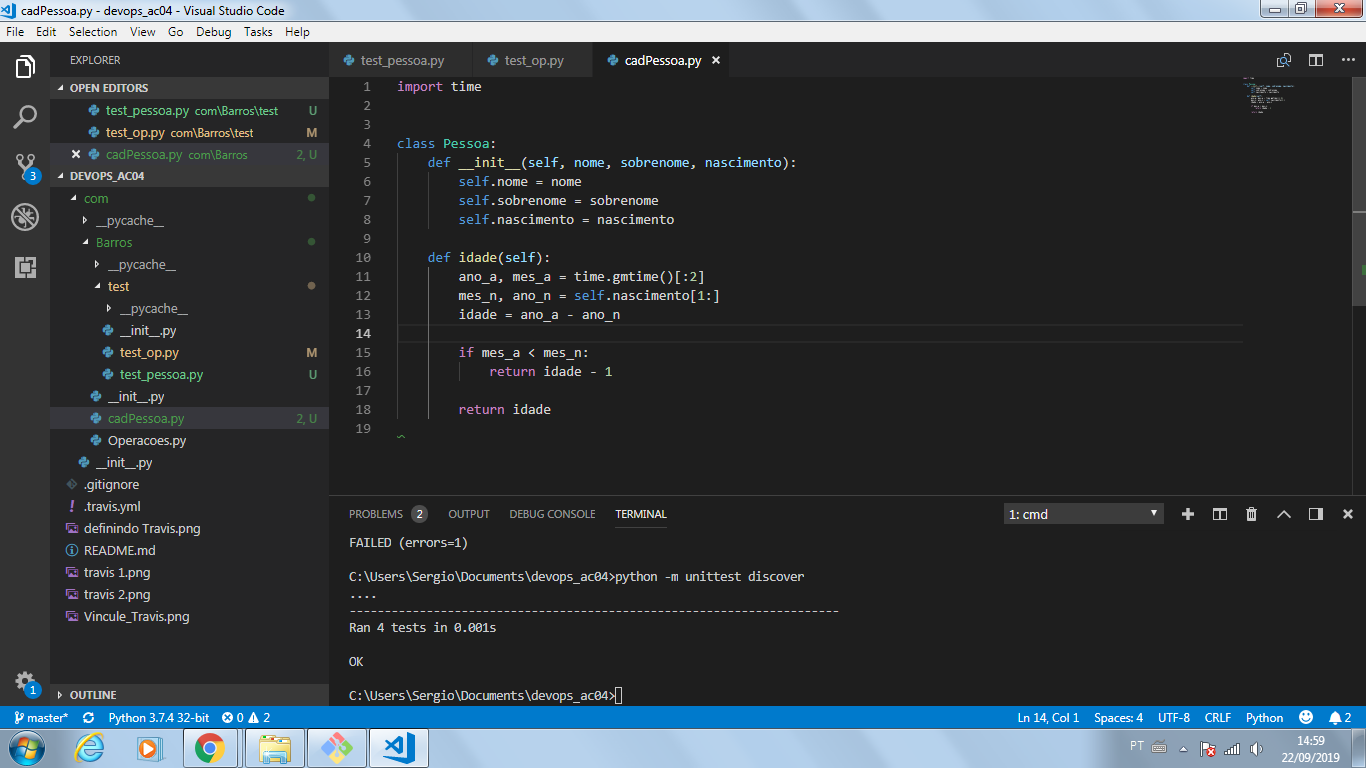 cadPessoa.py - devops_ac04 - Visual Studio Code
File Edit Selection View Go Debug Tasks Help
EXPLORER
OPEN EDITORS
test_pessoa.py com\Barros\test U
test_op.py com\Barros\test M
cadPessoa.py com\Barros 2, U
3
DEVOPS_AC04
com
__pycache__
Barros
__pycache__
test
__pycache__
__init__.py
test_op.py M
test_pessoa.py U
__init__.py
cadPessoa.py 2, U
Operacoes.py
__init__.py
.gitignore
.travis.yml
definindo Travis.png
README.md
travis 1.png
travis 2.png
Vincule_Travis.png
OUTLINE
1
test_pessoa.py test_op.py cadPessoa.py
1 import time
2
3
4 class Pessoa:
5 def __init__(self, nome, sobrenome, nascimento):
6 self.nome = nome
7 self.sobrenome = sobrenome
8 self.nascimento = nascimento
9
10 def idade(self):
11 ano_a, mes_a = time.gmtime()[:2]
12 mes_n, ano_n = self.nascimento[1:]
13 idade = ano_a - ano_n
14
15 if mes_a < mes_n:
16 return idade - 1
17
18 return idade
19
PROBLEMS 2 OUTPUT DEBUG CONSOLE TERMINAL 1: cmd
FAILED (errors=1)
C:\Users\Sergio\Documents\devops_ac04>python -m unittest discover
....
----------------------------------------------------------------------
Ran 4 tests in 0.001s
OK
C:\Users\Sergio\Documents\devops_ac04>
master* Python 3.7.4 32-bit 0 2 Ln 14, Col 1 Spaces: 4 UTF-8 CRLF Python 2
PT 14:59
22/09/2019